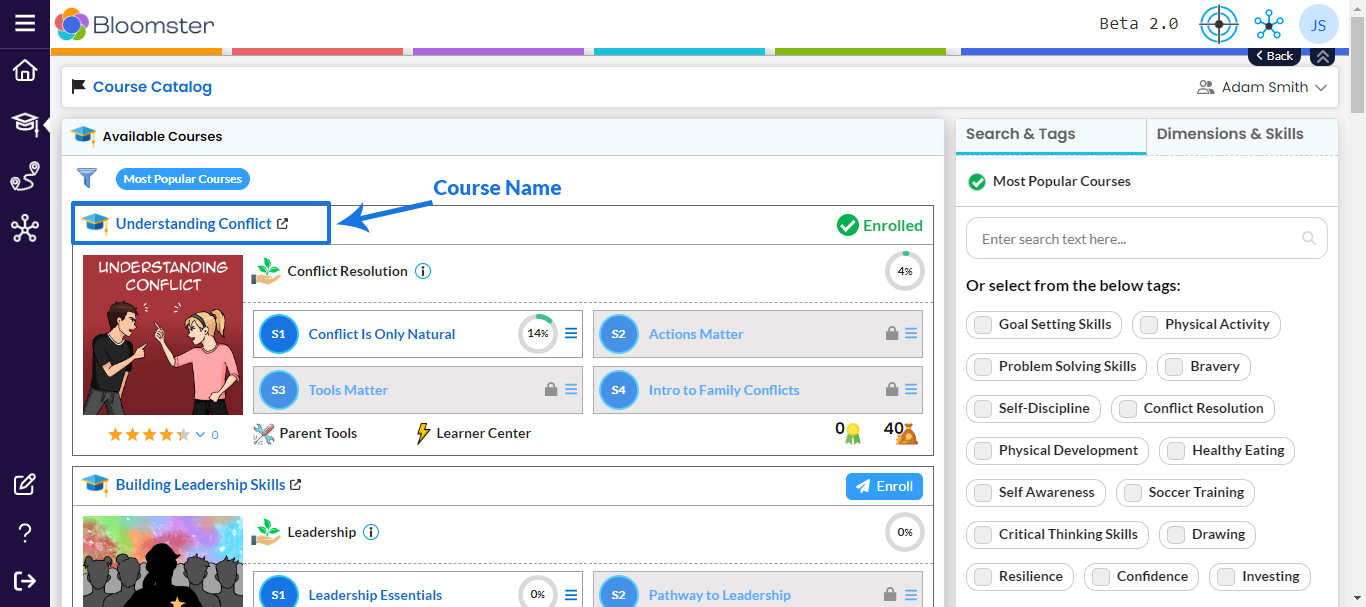 Bloomster
Beta 2.0
JS
Back
Course Catalog
Adam Smith
Available Courses
Most Popular Courses
Course Name
Understanding Conflict
Enrolled
UNDERSTANDING
CONFLICT
Conflict Resolution
4%
S1 Conflict Is Only Natural 14%
S2 Actions Matter
S3 Tools Matter
S4 Intro to Family Conflicts
0
Parent Tools
Learner Center
0
40
Building Leadership Skills
Enroll
Leadership
0%
S1 Leadership Essentials 0%
S2 Pathway to Leadership
Search & Tags
Dimensions & Skills
Most Popular Courses
Enter search text here...
Or select from the below tags:
Goal Setting Skills Physical Activity
Problem Solving Skills Bravery
Self-Discipline Conflict Resolution
Physical Development Healthy Eating
Self Awareness Soccer Training
Critical Thinking Skills Drawing
Resilience Confidence Investing